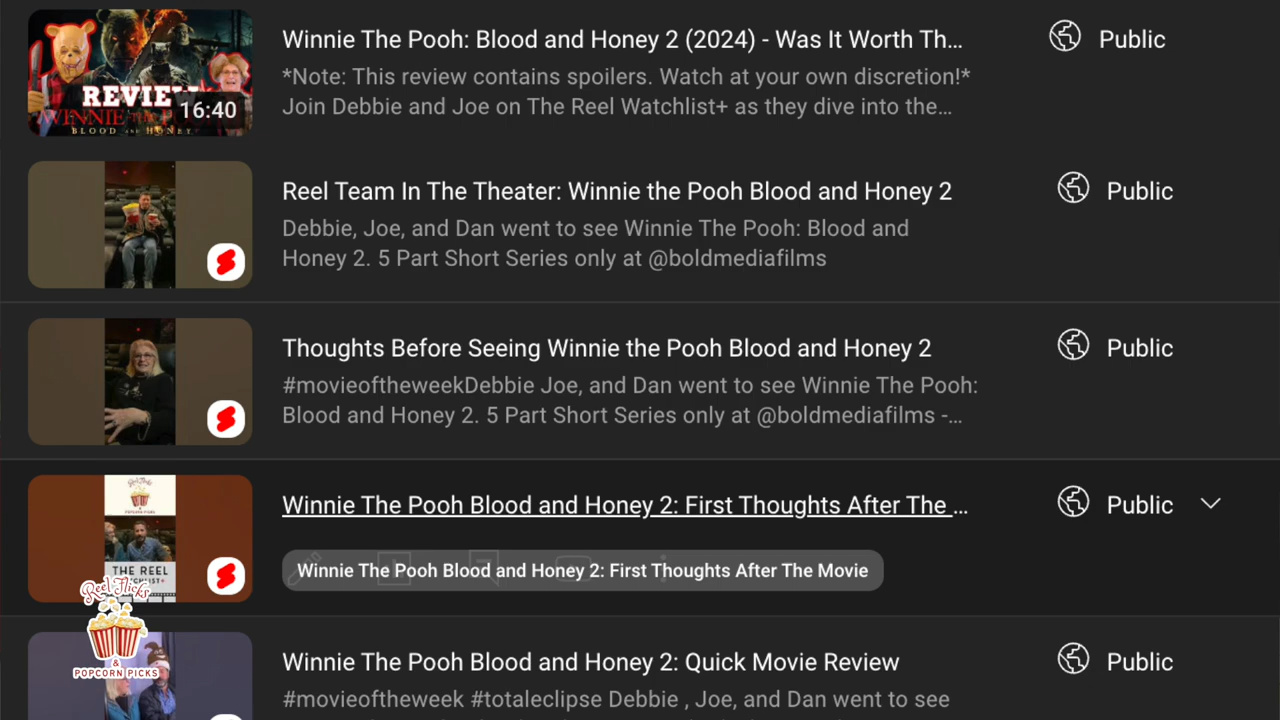 REVIEW
WINNIE THE POOH
BLOOD AND HONEY
16:40
Winnie The Pooh: Blood and Honey 2 (2024) - Was It Worth Th…
*Note: This review contains spoilers. Watch at your own discretion!*
Join Debbie and Joe on The Reel Watchlist+ as they dive into the…
Public
Reel Team In The Theater: Winnie the Pooh Blood and Honey 2
Debbie, Joe, and Dan went to see Winnie The Pooh: Blood and
Honey 2. 5 Part Short Series only at @boldmediafilms
Public
Thoughts Before Seeing Winnie the Pooh Blood and Honey 2
#movieoftheweekDebbie Joe, and Dan went to see Winnie The Pooh:
Blood and Honey 2. 5 Part Short Series only at @boldmediafilms -…
Public
THE REEL
Winnie The Pooh Blood and Honey 2: First Thoughts After The …
Public
Winnie The Pooh Blood and Honey 2: First Thoughts After The Movie
Reel Flicks
&
POPCORN PICKS
Winnie The Pooh Blood and Honey 2: Quick Movie Review
#movieoftheweek #totaleclipse Debbie , Joe, and Dan went to see
Public